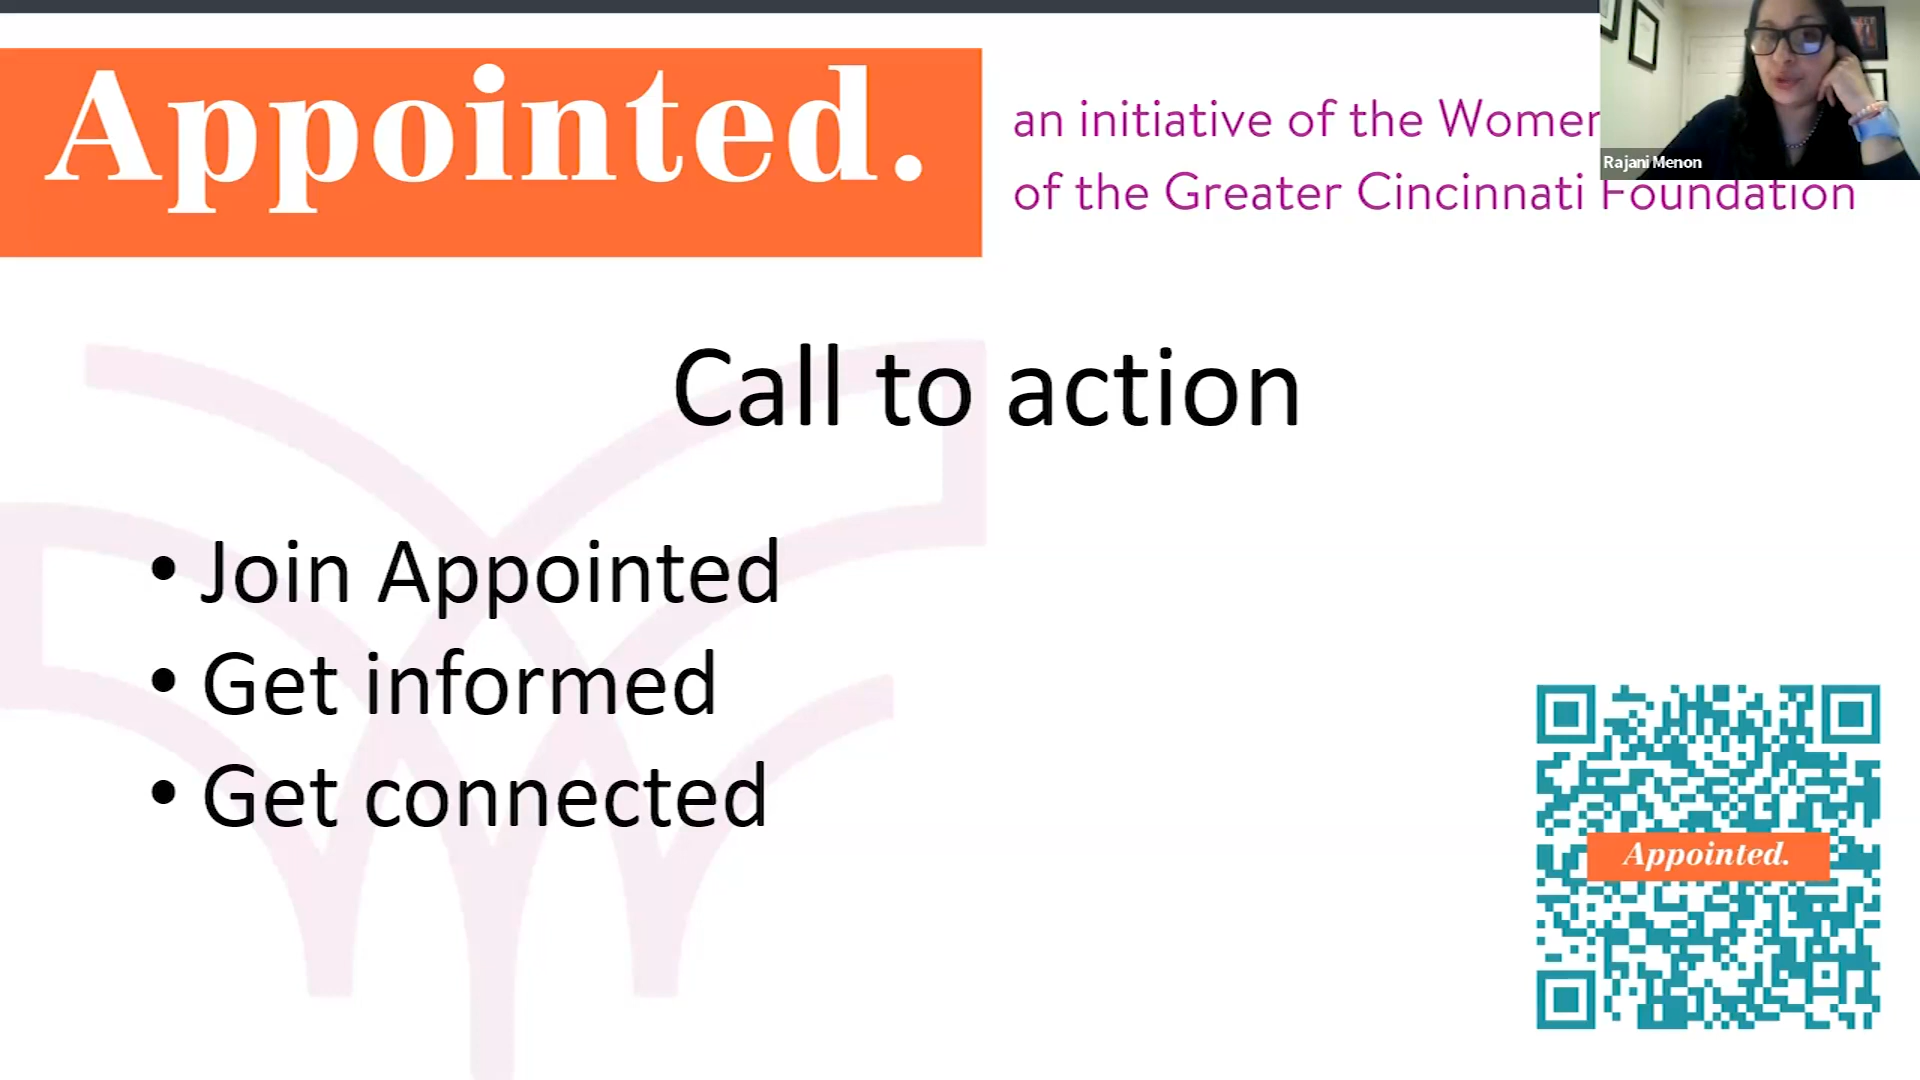 Appointed.
an initiative of the Women
of the Greater Cincinnati Foundation
Rajani Menon
Call to action
• Join Appointed
• Get informed
• Get connected
Appointed.